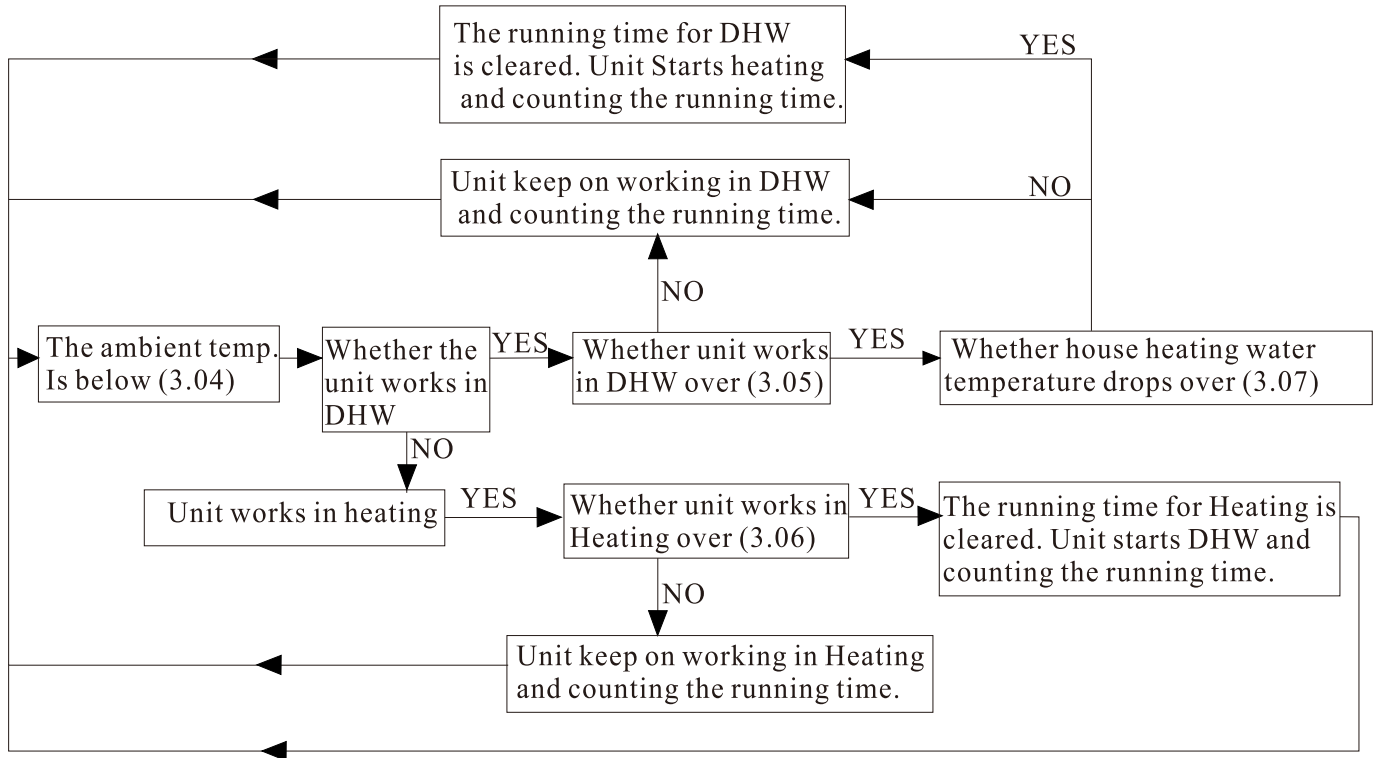 The running time for DHW
is cleared. Unit Starts heating
and counting the running time.
YES
Unit keep on working in DHW
and counting the running time.
NO
NO
The ambient temp.
Is below (3.04)
Whether the
unit works in
DHW
YES
Whether unit works
in DHW over (3.05)
YES
Whether house heating water
temperature drops over (3.07)
NO
Unit works in heating
YES
Whether unit works in
Heating over (3.06)
YES
The running time for Heating is
cleared. Unit starts DHW and
counting the running time.
NO
Unit keep on working in Heating
and counting the running time.